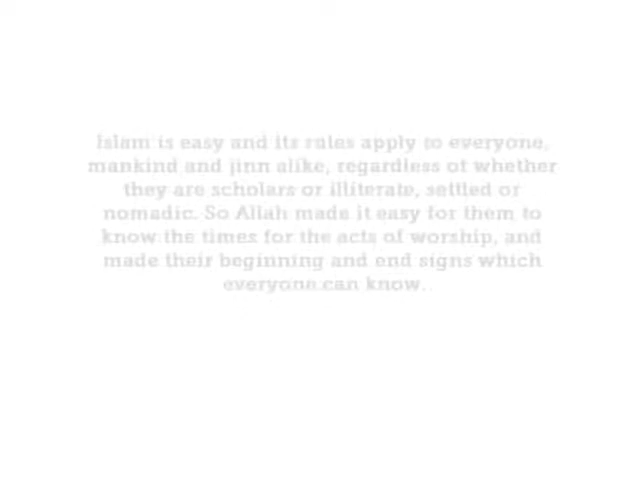 Islam is easy and its rules apply to everyone,
mankind and jinn alike, regardless of whether
they are scholars or illiterate, settled or
nomadic. So Allah made it easy for them to
know the times for the acts of worship, and
made their beginning and end signs which
everyone can know.